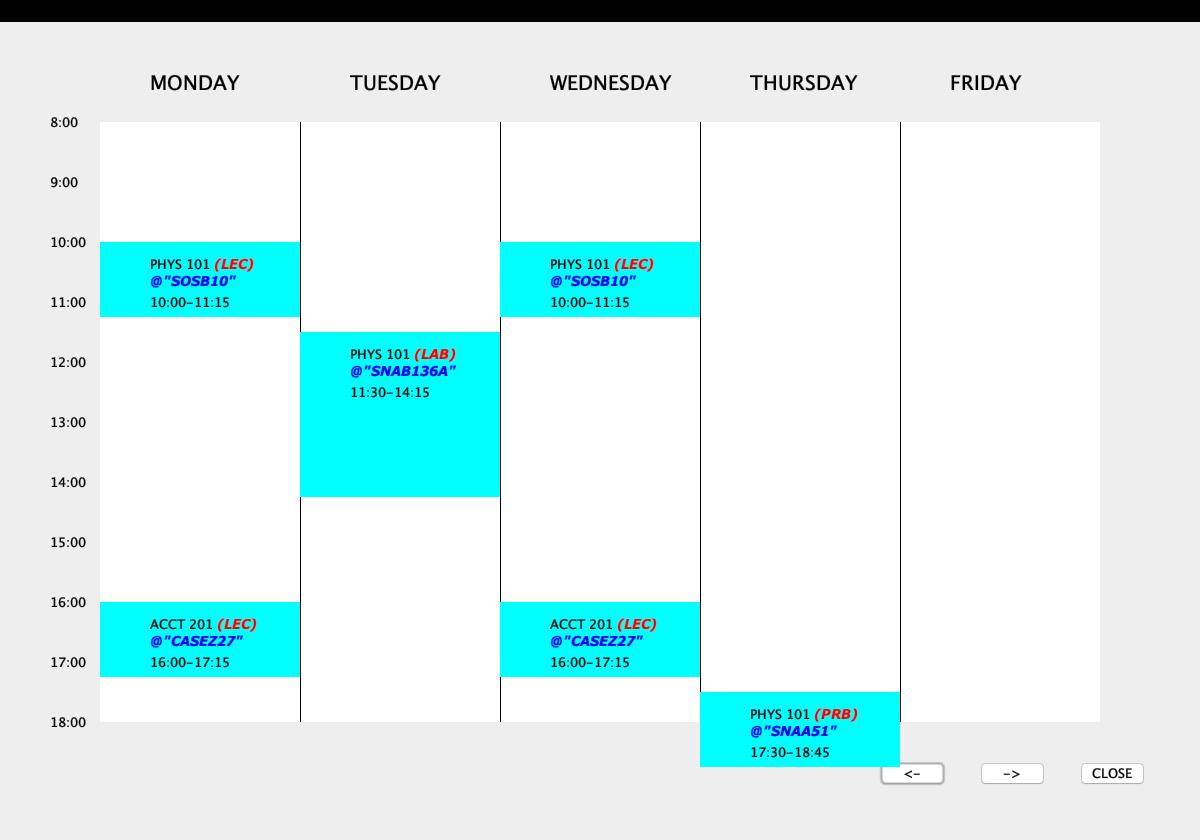 MONDAY TUESDAY WEDNESDAY THURSDAY FRIDAY
8:00
9:00
10:00
PHYS 101 (LEC)
@"SOSB10"
10:00-11:15
PHYS 101 (LEC)
@"SOSB10"
10:00-11:15
11:00
PHYS 101 (LAB)
@"SNAB136A"
11:30-14:15
12:00
13:00
14:00
15:00
16:00
ACCT 201 (LEC)
@"CASEZ27"
16:00-17:15
ACCT 201 (LEC)
@"CASEZ27"
16:00-17:15
17:00
18:00
PHYS 101 (PRB)
@"SNAA51"
17:30-18:45
<- -> CLOSE